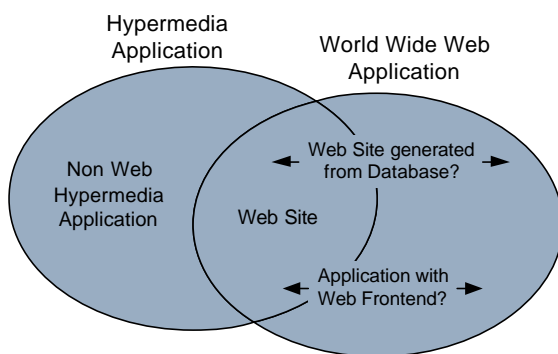 Hypermedia
Application
World Wide Web
Application
Non Web
Hypermedia
Application
Web Site
Web Site generated
from Database?
Application with
Web Frontend?